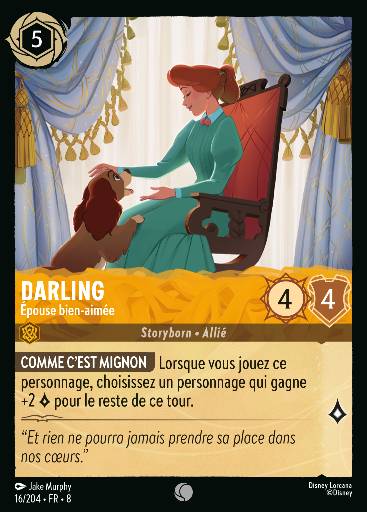 5
DARLING
Épouse bien-aimée
4
4
Storyborn • Allié
COMME C'EST MIGNON Lorsque vous jouez ce
personnage, choisissez un personnage qui gagne
+2 pour le reste de ce tour.
“Et rien ne pourra jamais prendre sa place dans
nos cœurs.”
Jake Murphy
16/204 • FR • 8
Disney Lorcana
©Disney